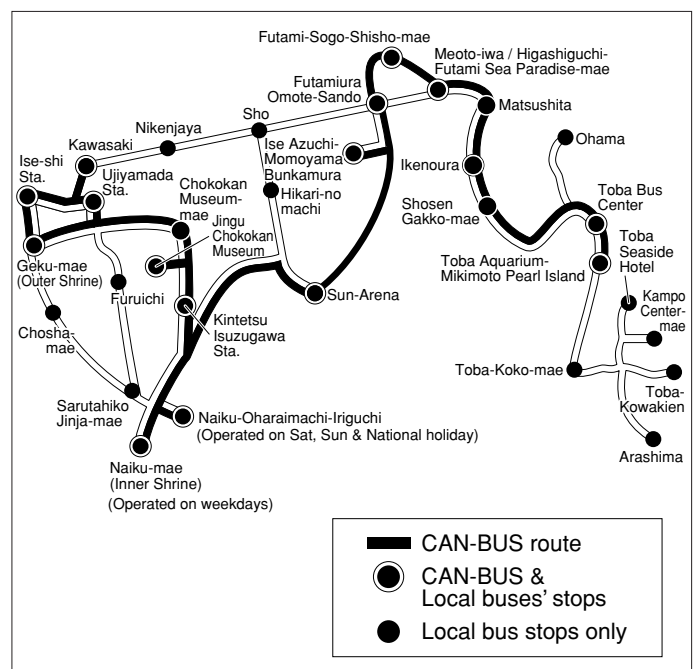 Futami-Sogo-Shisho-mae
Meoto-iwa / Higashiguchi-
Futami Sea Paradise-mae
Futamiura
Omote-Sando
Matsushita
Sho
Nikenjaya
Kawasaki
Ise-shi
Sta.
Ujiyamada
Sta.
Ise Azuchi-
Momoyama
Bunkamura
Ohama
Ikenoura
Chokokan
Museum-
mae
Hikari-no
machi
Shosen
Gakko-mae
Toba Bus
Center
Jingu
Chokokan
Museum
Toba
Seaside
Hotel
Geku-mae
(Outer Shrine)
Toba Aquarium-
Mikimoto Pearl Island
Furuichi
Sun-Arena
Kampo
Center-
mae
Kintetsu
Isuzugawa
Sta.
Chosha-
mae
Toba-Koko-mae
Toba-
Kowakien
Sarutahiko
Jinja-mae
Naiku-Oharaimachi-Iriguchi
(Operated on Sat, Sun & National holiday)
Arashima
Naiku-mae
(Inner Shrine)
(Operated on weekdays)
CAN-BUS route
CAN-BUS &
Local buses' stops
Local bus stops only